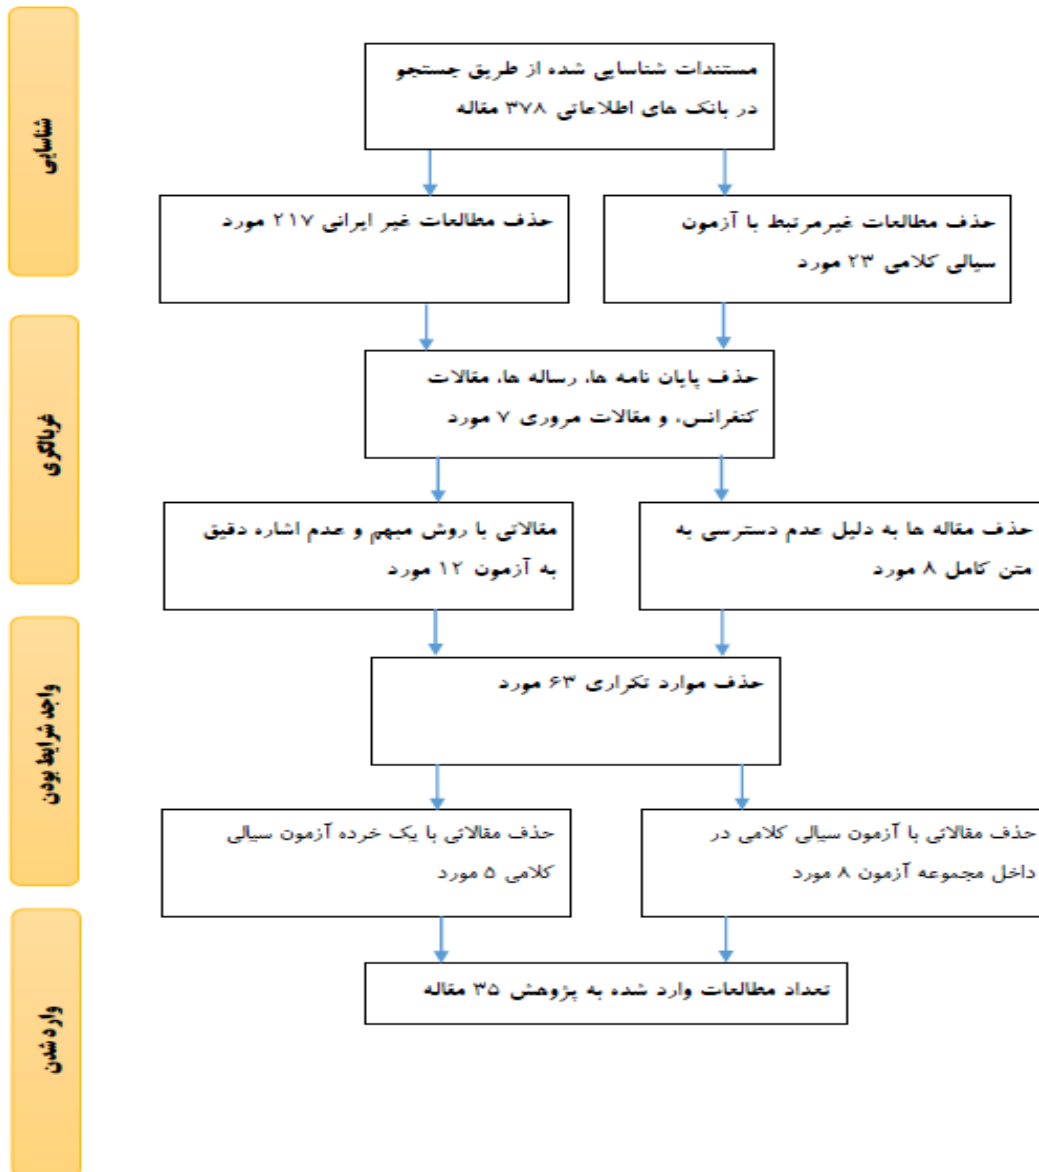 شناسایی
مستندات شناسایی شده از طریق جستجو
در بانک های اطلاعاتی ۳۷۸ مقاله
حذف مطالعات غیرمرتبط با آزمون
سیالی کلامی ۲۳ مورد
حذف مطالعات غیر ایرانی ۲۱۷ مورد
غربالگری
حذف پایان نامه ها، رساله ها، مقالات
کنفرانس، و مقالات مروری ۷ مورد
حذف مقاله ها به دلیل عدم دسترسی به
متن کامل ۸ مورد
مقالاتی با روش مبهم و عدم اشاره دقیق
به آزمون ۱۲ مورد
واجد شرایط بودن
حذف موارد تکراری ۶۳ مورد
حذف مقالاتی با آزمون سیالی کلامی در
داخل مجموعه آزمون ۸ مورد
حذف مقالاتی با یک خرده آزمون سیالی
کلامی ۵ مورد
وارد شدن
تعداد مطالعات وارد شده به پژوهش ۳۵ مقاله